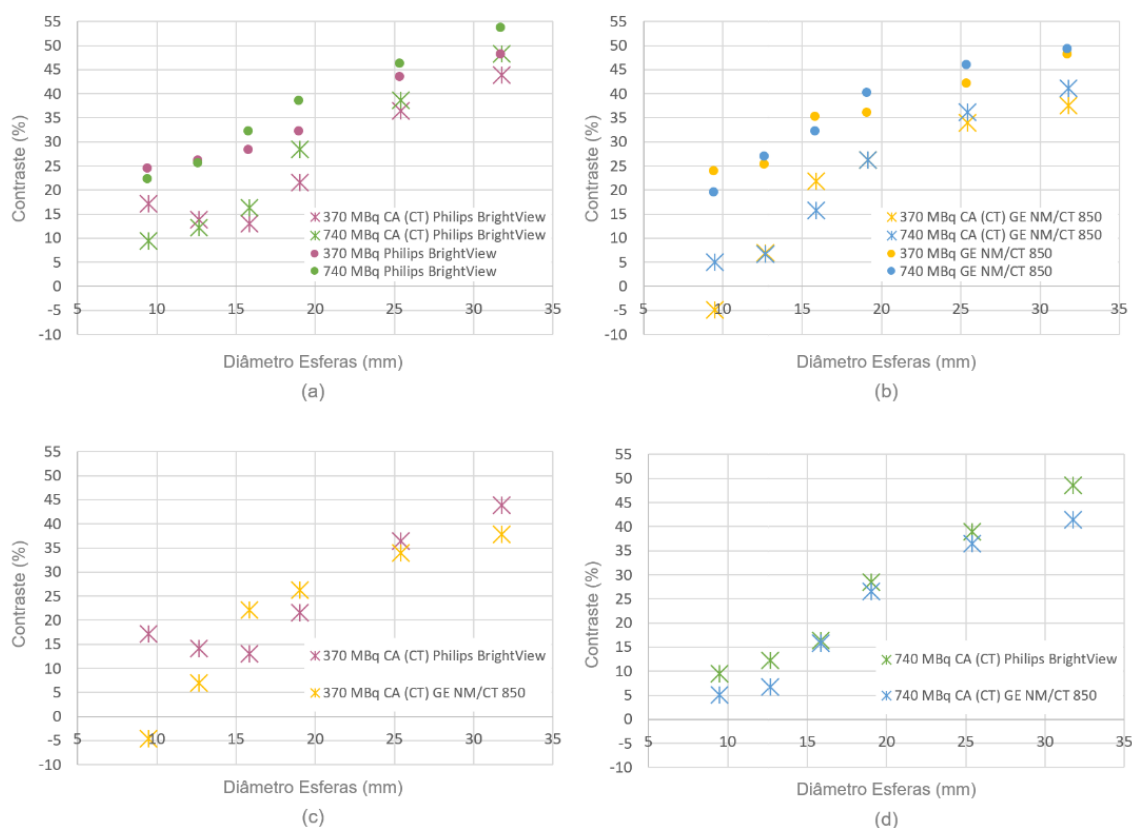 55
50
45
40
35
30
25
20
15
10
5
0
-5
-10
Contraste (%)
5 10 15 20 25 30 35
370 MBq CA (CT) Philips BrightView
740 MBq CA (CT) Philips BrightView
370 MBq Philips BrightView
740 MBq Philips BrightView
Diâmetro Esferas (mm)
(a)
55
50
45
40
35
30
25
20
15
10
5
0
-5
-10
Contraste (%)
5 10 15 20 25 30 35
370 MBq CA (CT) GE NM/CT 850
740 MBq CA (CT) GE NM/CT 850
370 MBq GE NM/CT 850
740 MBq GE NM/CT 850
Diâmetro Esferas (mm)
(b)
55
50
45
40
35
30
25
20
15
10
5
0
-5
-10
Contraste (%)
5 10 15 20 25 30 35
370 MBq CA (CT) Philips BrightView
370 MBq CA (CT) GE NM/CT 850
Diâmetro Esferas (mm)
(c)
55
50
45
40
35
30
25
20
15
10
5
0
-5
-10
Contraste (%)
5 10 15 20 25 30 35
740 MBq CA (CT) Philips BrightView
740 MBq CA (CT) GE NM/CT 850
Diâmetro Esferas (mm)
(d)